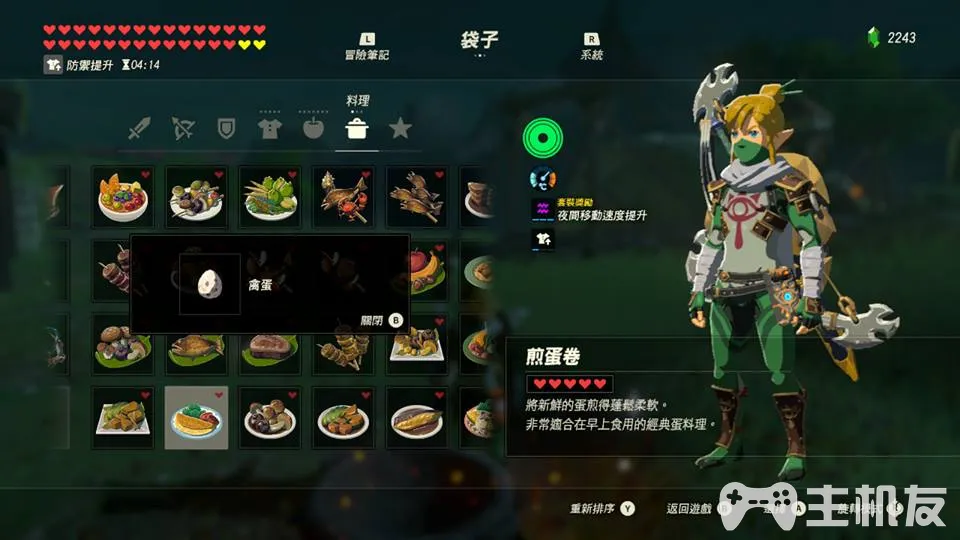 L
冒險筆記
袋子
R
系統
2243
防禦提升 04:14
料理
套裝獎勵
夜間移動速度提升
禽蛋
關閉 B
煎蛋卷
將新鮮的蛋煎得蓬鬆柔軟。
非常適合在早上食用的經典蛋料理。
重新排序 Y
返回遊戲
選擇 A
主机友